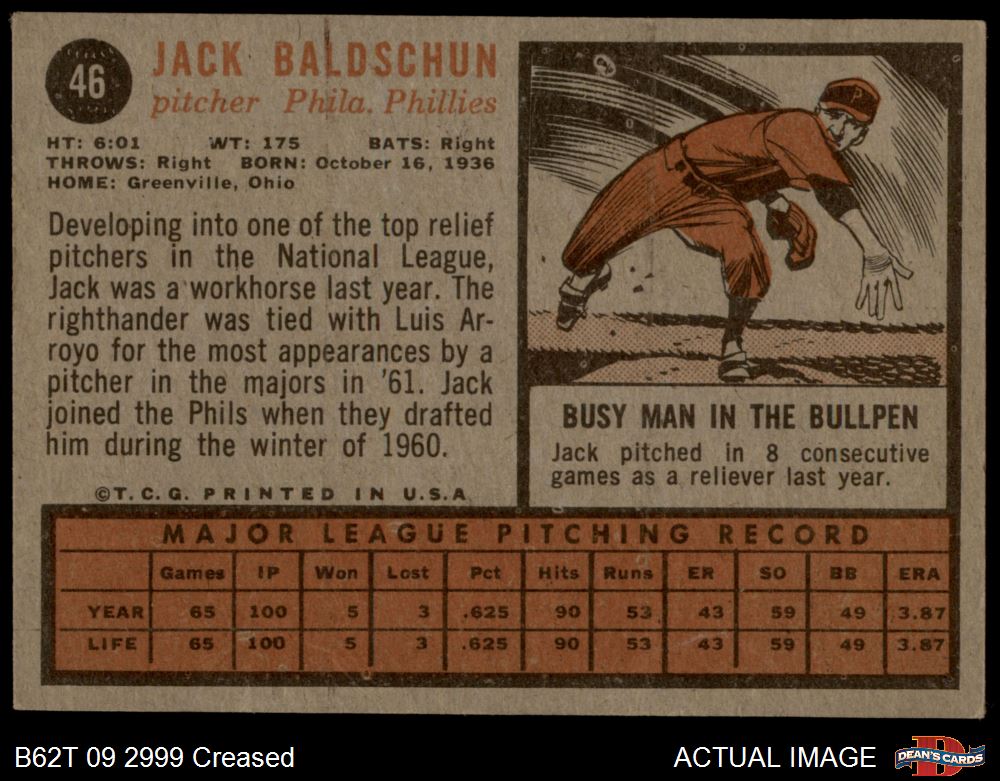 46
JACK BALDSCHUN
pitcher Phila. Phillies
HT: 6:01 WT: 175 BATS: Right
THROWS: Right BORN: October 16, 1936
HOME: Greenville, Ohio
Developing into one of the top relief
pitchers in the National League,
Jack was a workhorse last year. The
righthander was tied with Luis Ar-
royo for the most appearances by a
pitcher in the majors in '61. Jack
joined the Phils when they drafted
him during the winter of 1960.
©T.C.G. PRINTED IN U.S.A
P
BUSY MAN IN THE BULLPEN
Jack pitched in 8 consecutive
games as a reliever last year.
MAJOR LEAGUE PITCHING RECORD
Games IP Won Lost Pct Hits Runs ER SO BB ERA
YEAR 65 100 5 3 .625 90 53 43 59 49 3.87
LIFE 65 100 5 3 .625 90 53 43 59 49 3.87
B62T 09 2999 Creased
ACTUAL IMAGE
D
DEAN'S CARDS